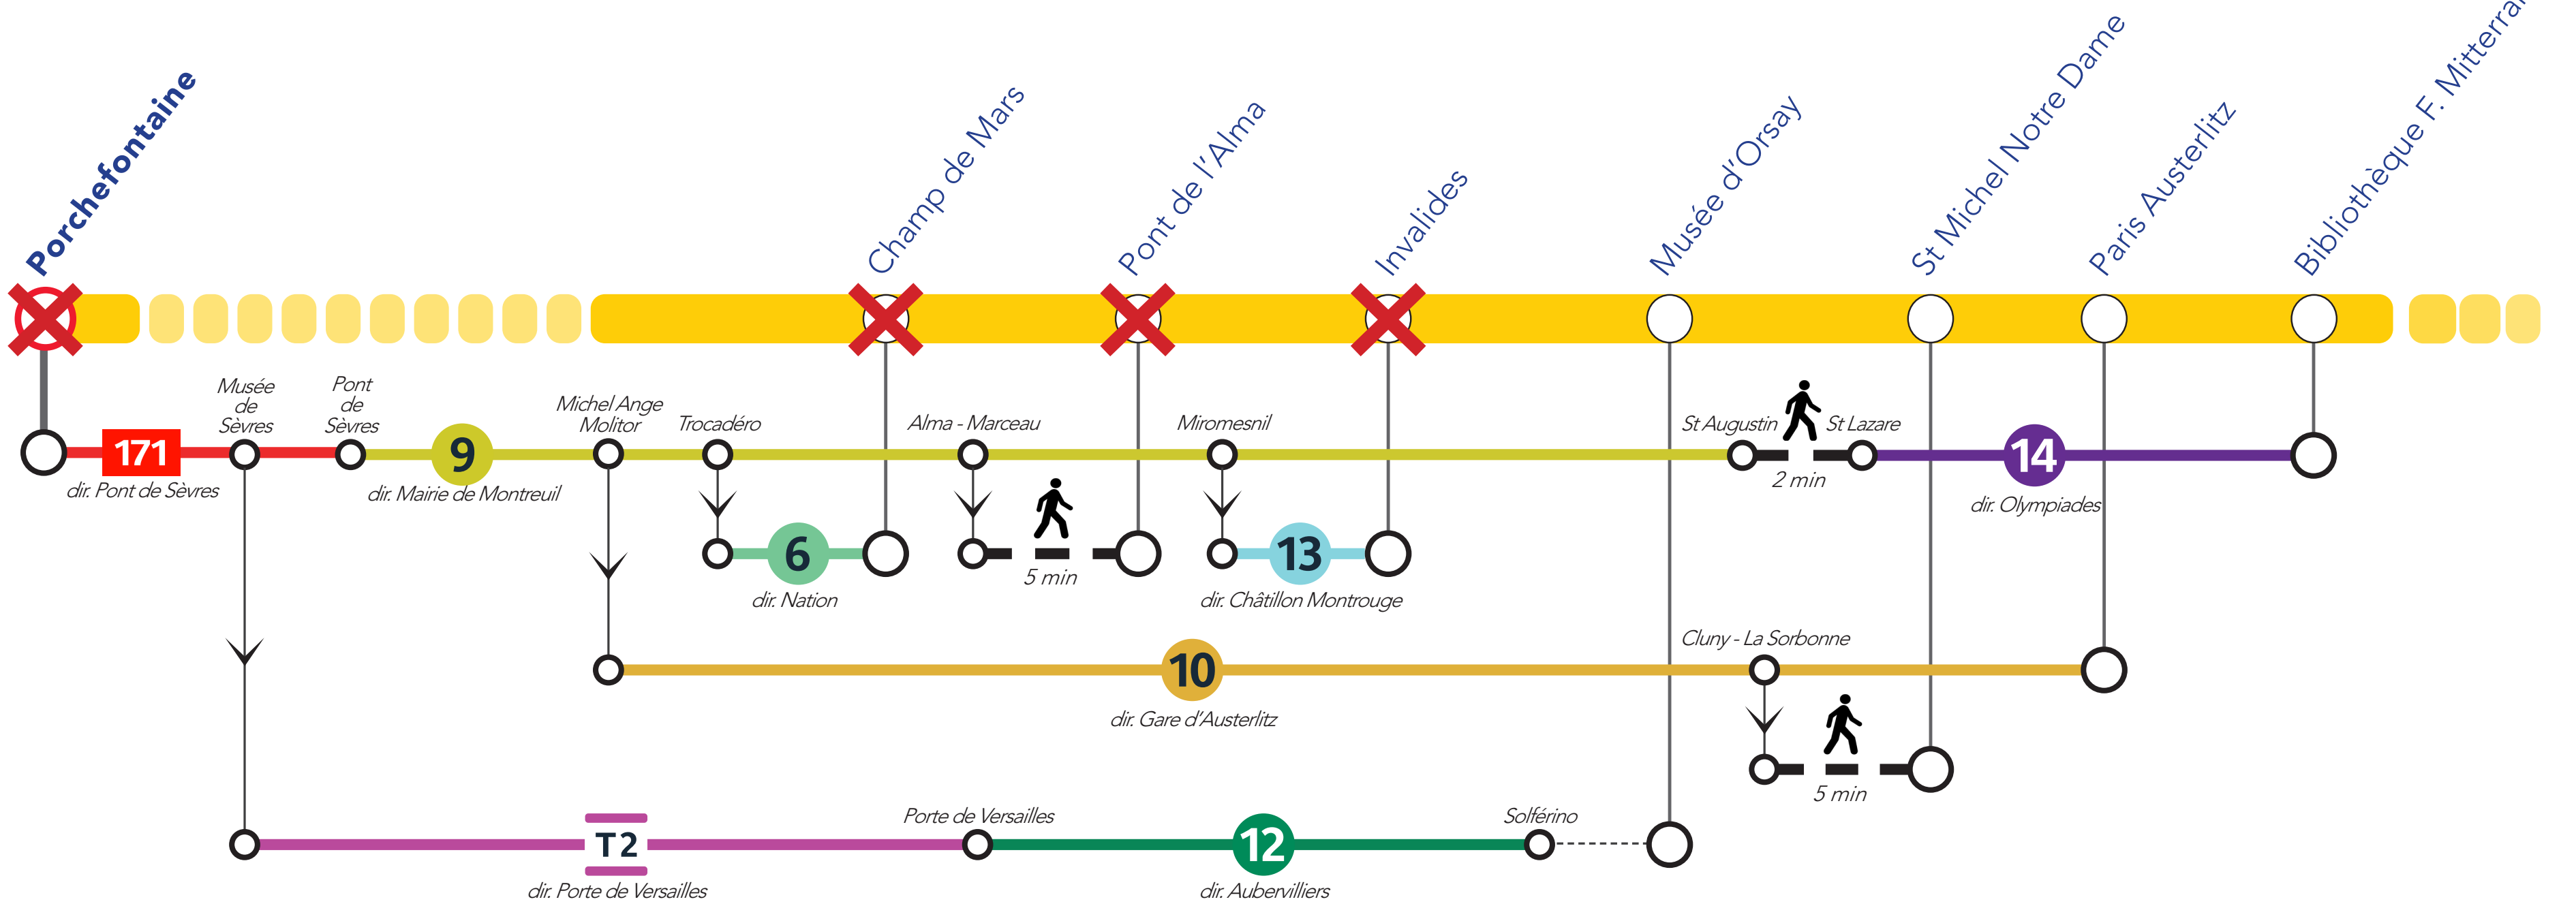 Porchefontaine
Champ de Mars
Pont de l'Alma
Invalides
Musée d'Orsay
St Michel Notre Dame
Paris Austerlitz
Bibliothèque F.
Musée
de
Sèvres
Pont
de
Sèvres
Michel Ange
Molitor
Trocadéro
Alma - Marceau
Miromesnil
St Augustin
St Lazare
171
9
14
dir. Pont de Sèvres
dir. Mairie de Montreuil
2 min
dir. Olympiades
6
5 min
13
dir. Nation
dir. Châtillon Montrouge
Cluny - La Sorbonne
10
dir. Gare d'Austerlitz
5 min
Porte de Versailles
Solférino
T2
12
dir. Porte de Versailles
dir. Aubervilliers